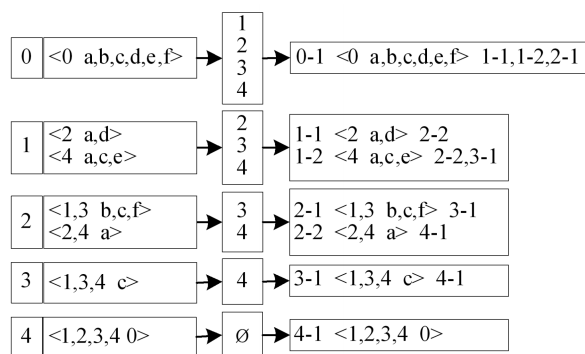 0 <0 a,b,c,d,e,f> 1 2 3 4 0-1 <0 a,b,c,d,e,f> 1-1,1-2,2-1
1 <2 a,d> 2 3 4 1-1 <2 a,d> 2-2
<4 a,c,e> 1-2 <4 a,c,e> 2-2,3-1
2 <1,3 b,c,f> 3 4 2-1 <1,3 b,c,f> 3-1
<2,4 a> 2-2 <2,4 a> 4-1
3 <1,3,4 c> 4 3-1 <1,3,4 c> 4-1
4 <1,2,3,4 0> Ø 4-1 <1,2,3,4 0>